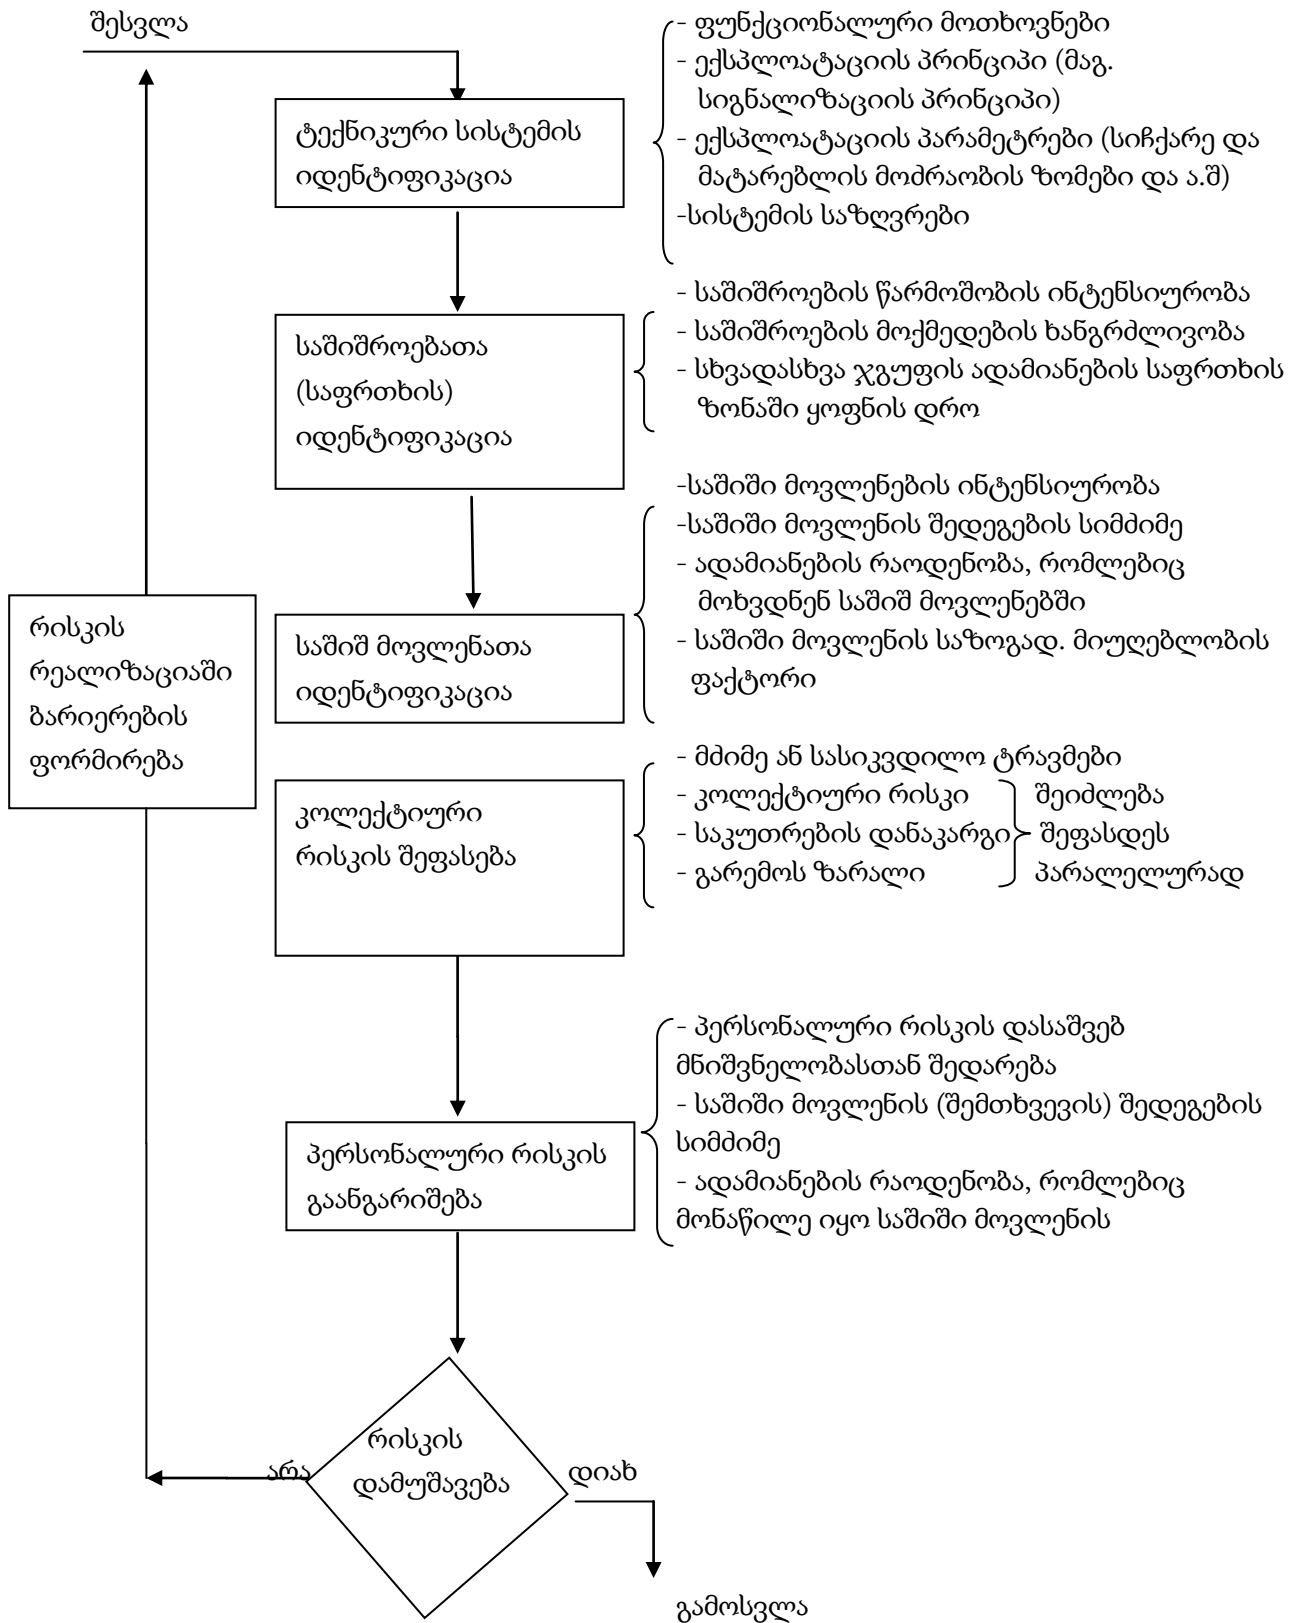 შესვლა
ტექნიკური სისტემის
იდენტიფიკაცია
- ფუნქციონალური მოთხოვნები
- ექსპლოატაციის პრინციპი (მაგ.
სიგნალიზაციის პრინციპი)
- ექსპლოატაციის პარამეტრები (სიჩქარე და
მატარებლის მოძრაობის ზომები და ა.შ)
-სისტემის საზღვრები
საშიშროებათა
(საფრთხის)
იდენტიფიკაცია
- საშიშროების წარმოშობის ინტენსიურობა
- საშიშროების მოქმედების ხანგრძლივობა
- სხვადასხვა ჯგუფის ადამიანების საფრთხის
ზონაში ყოფნის დრო
საშიშ მოვლენათა
იდენტიფიკაცია
-საშიში მოვლენების ინტენსიურობა
-საშიში მოვლენის შედეგების სიმძიმე
- ადამიანების რაოდენობა, რომლებიც
მოხვდნენ საშიშ მოვლენებში
- საშიში მოვლენის საზოგად. მიუღებლობის
ფაქტორი
რისკის
რეალიზაციაში
ბარიერების
ფორმირება
კოლექტიური
რისკის შეფასება
- მძიმე ან სასიკვდილო ტრავმები
- კოლექტიური რისკი
- საკუთრების დანაკარგი
- გარემოს ზარალი
შეიძლება
შეფასდეს
პარალელურად
პერსონალური რისკის
გაანგარიშება
- პერსონალური რისკის დასაშვებ
მნიშვნელობასთან შედარება
- საშიში მოვლენის (შემთხვევის) შედეგების
სიმძიმე
- ადამიანების რაოდენობა, რომლებიც
მონაწილე იყო საშიში მოვლენის
რისკის
დამუშავება
არა
დიახ
გამოსვლა